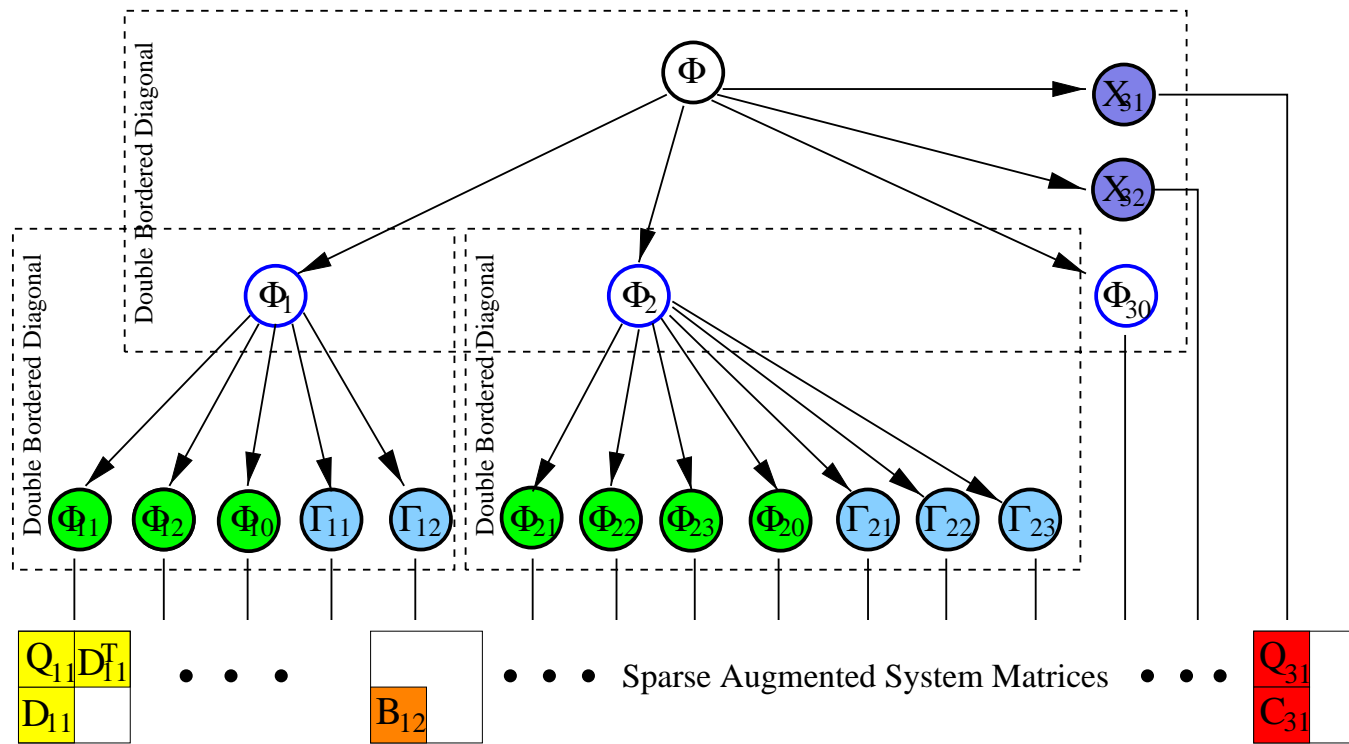 Double Bordered Diagonal
Φ
X31
X32
Double Bordered Diagonal
Φ1
Double Bordered Diagonal
Φ2
Φ30
Φ11 Φ12 Φ10 Γ11 Γ12
Φ21 Φ22 Φ23 Φ20 Γ21 Γ22 Γ23
Q11 D11^T
D11
B12
• • • • • • Sparse Augmented System Matrices • • •
Q31
C31